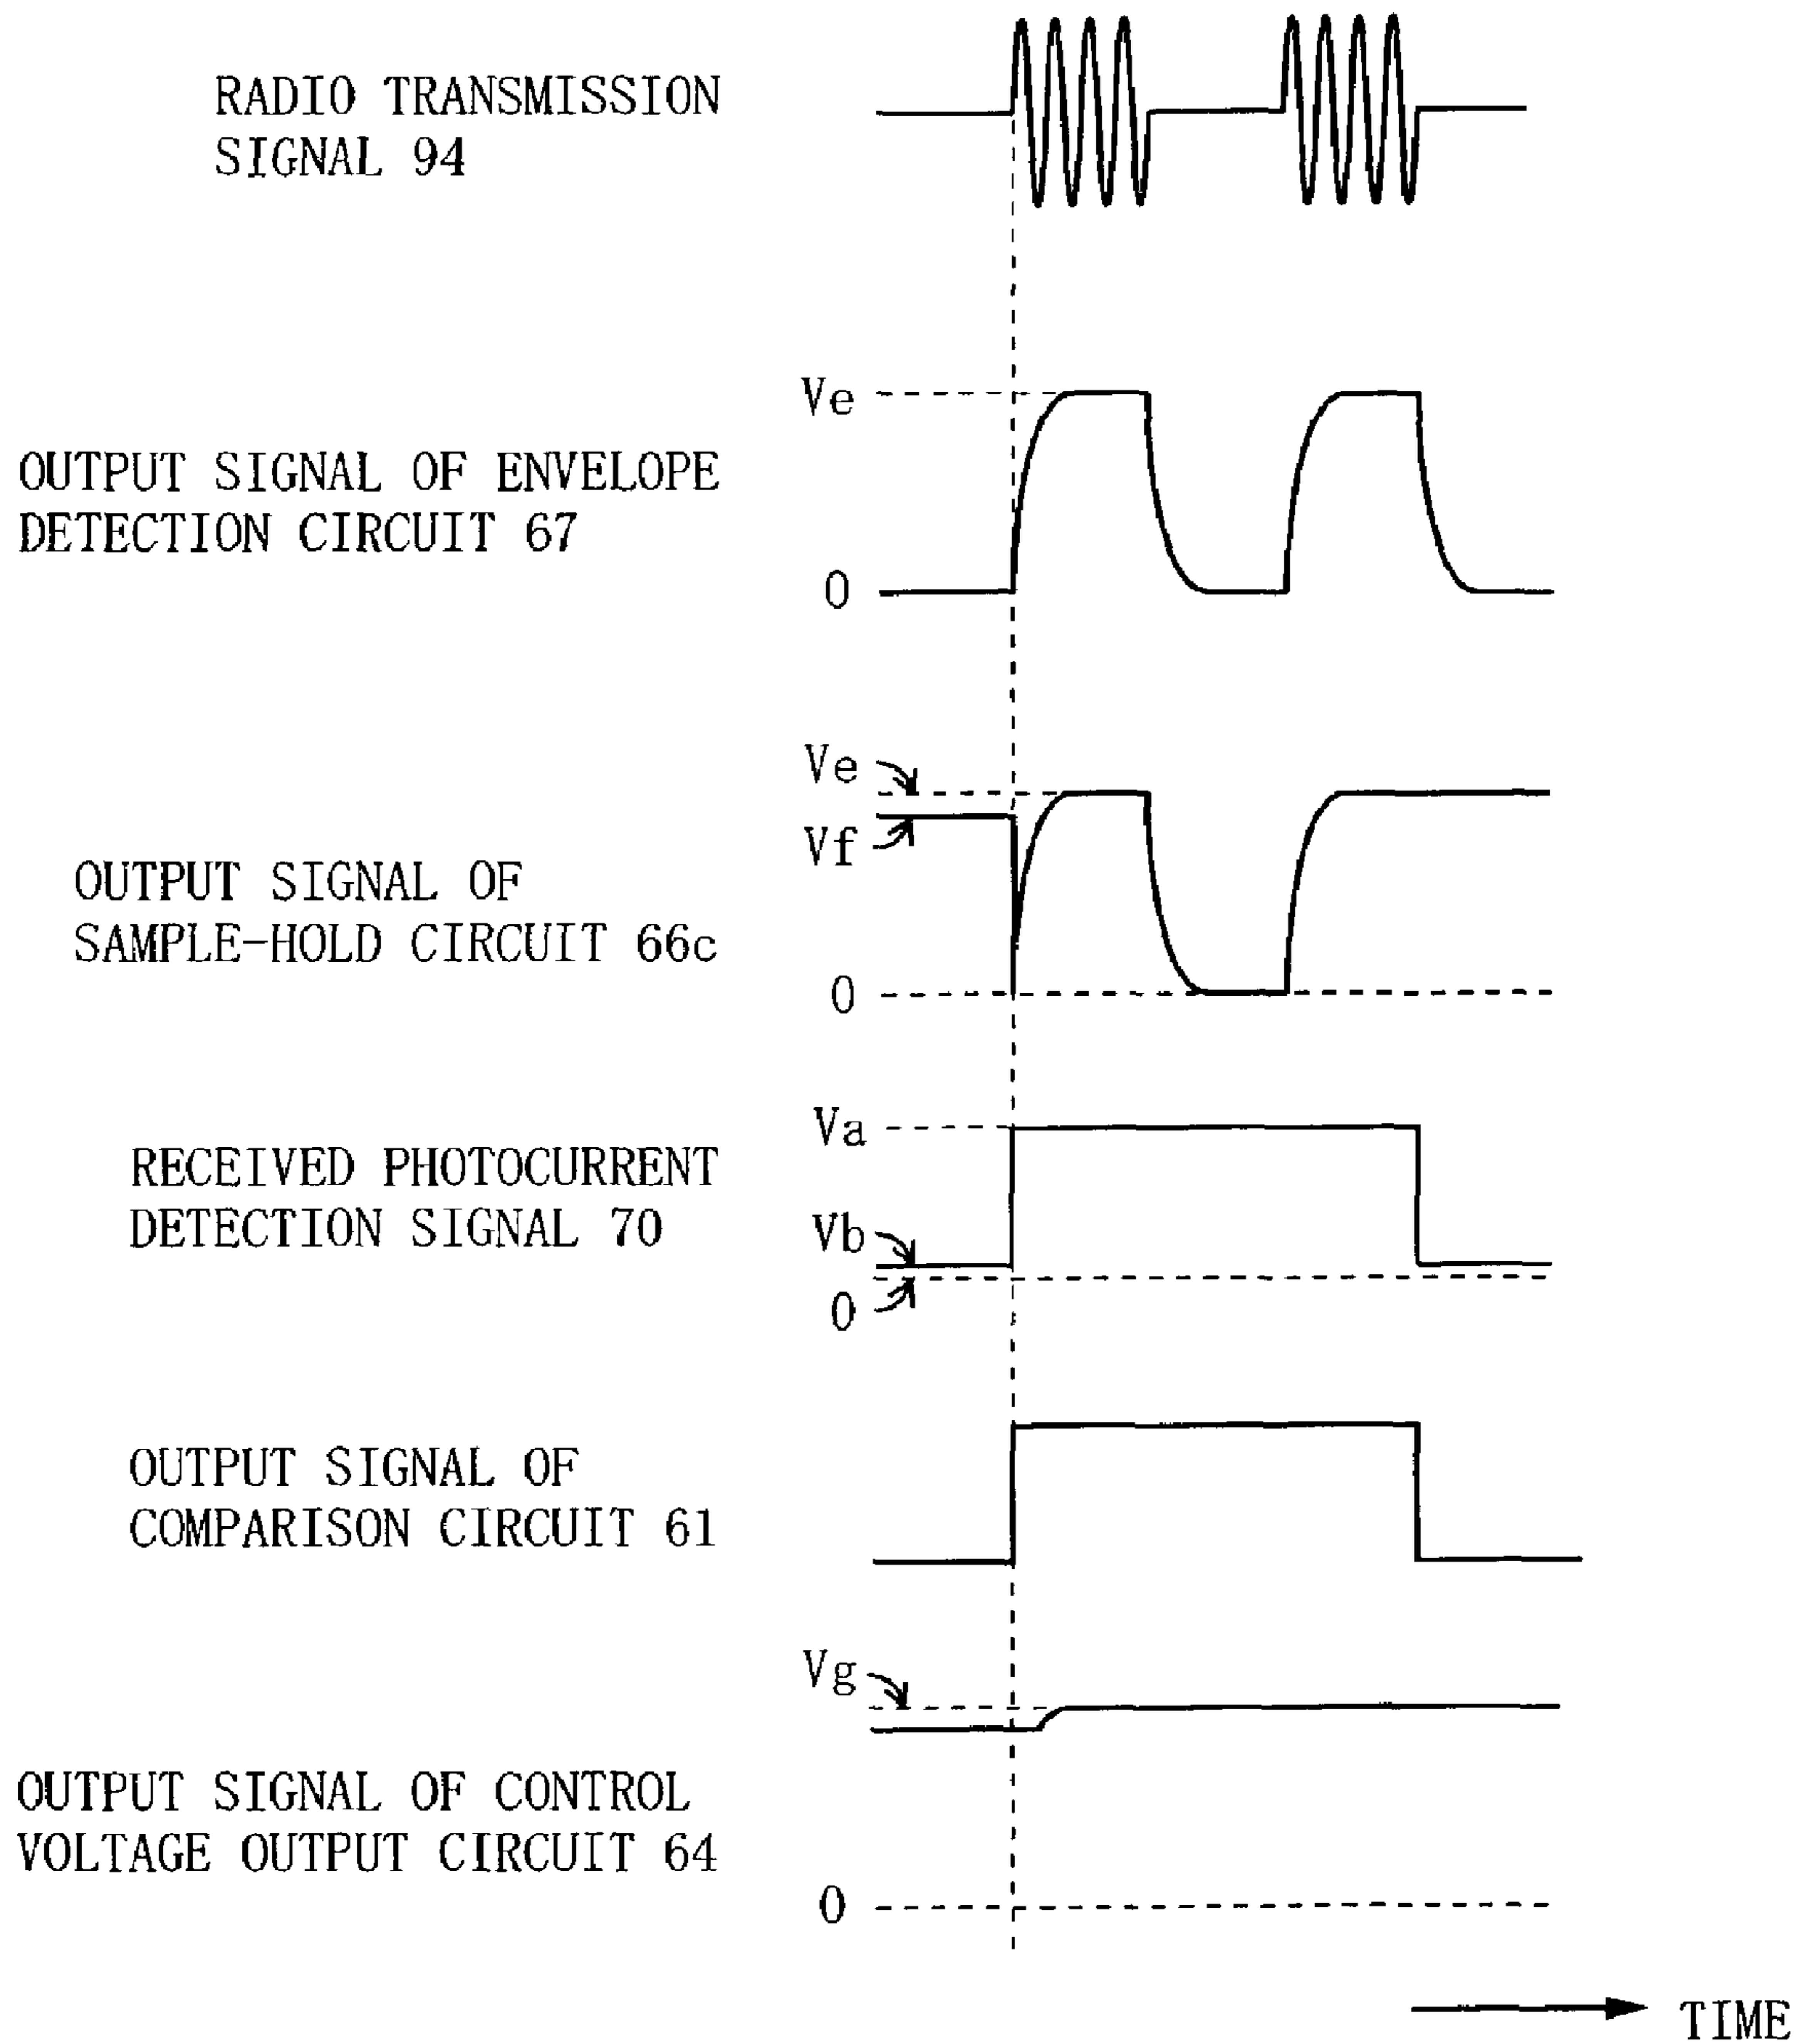 RADIO TRANSMISSION
SIGNAL 94
Ve
OUTPUT SIGNAL OF ENVELOPE
DETECTION CIRCUIT 67
0
Ve
Vf
OUTPUT SIGNAL OF
SAMPLE-HOLD CIRCUIT 66c
0
Va
RECEIVED PHOTOCURRENT
DETECTION SIGNAL 70
Vb
0
OUTPUT SIGNAL OF
COMPARISON CIRCUIT 61
Vg
OUTPUT SIGNAL OF CONTROL
VOLTAGE OUTPUT CIRCUIT 64
0
TIME